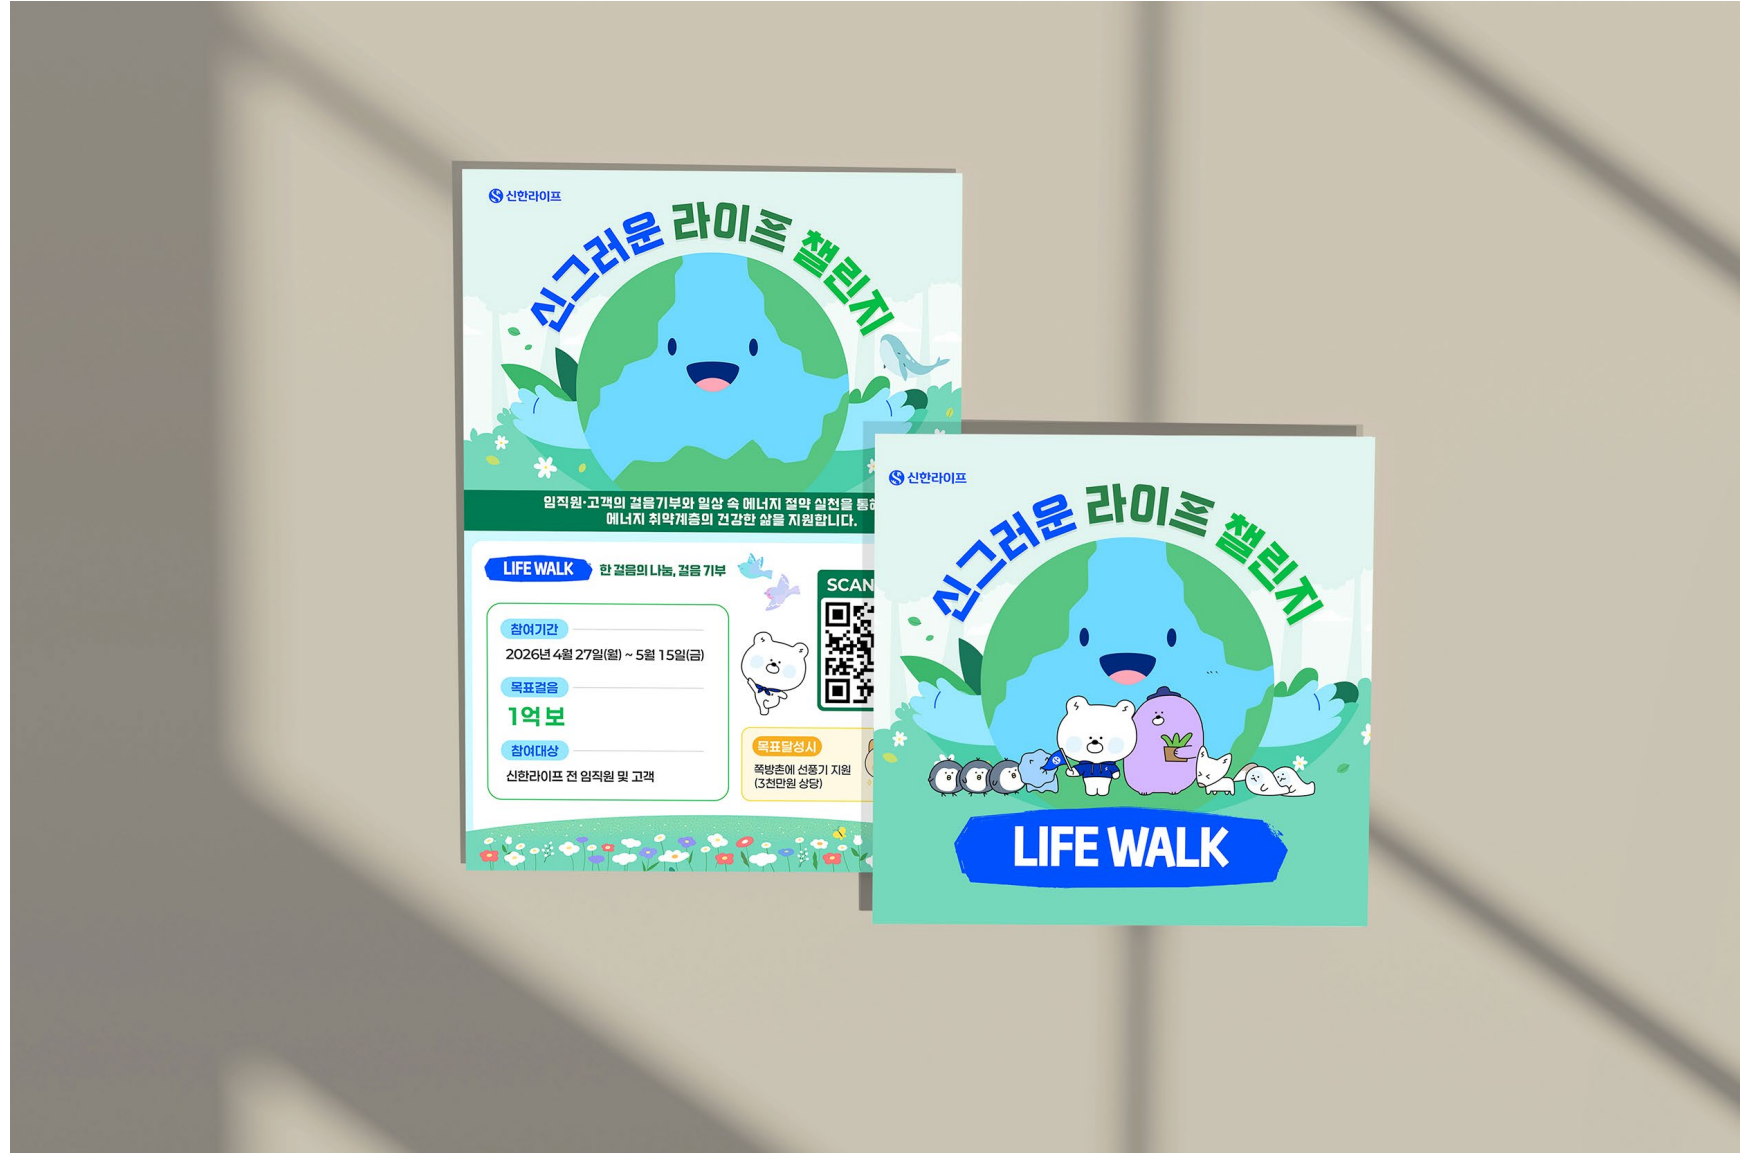 신한라이프
신그러운 라이프 챌린지
임직원·고객의 걸음기부와 일상 속 에너지 절약 실천을 통해
에너지 취약계층의 건강한 삶을 지원합니다.
LIFE WALK 한 걸음의 나눔, 걸음 기부
SCAN
참여기간
2026년 4월 27일(월) ~ 5월 15일(금)
목표걸음
1억 보
참여대상
신한라이프 전 임직원 및 고객
목표달성시
쪽방촌에 선풍기 지원
(3천만원 상당)
신한라이프
신그러운 라이프 챌린지
LIFE WALK